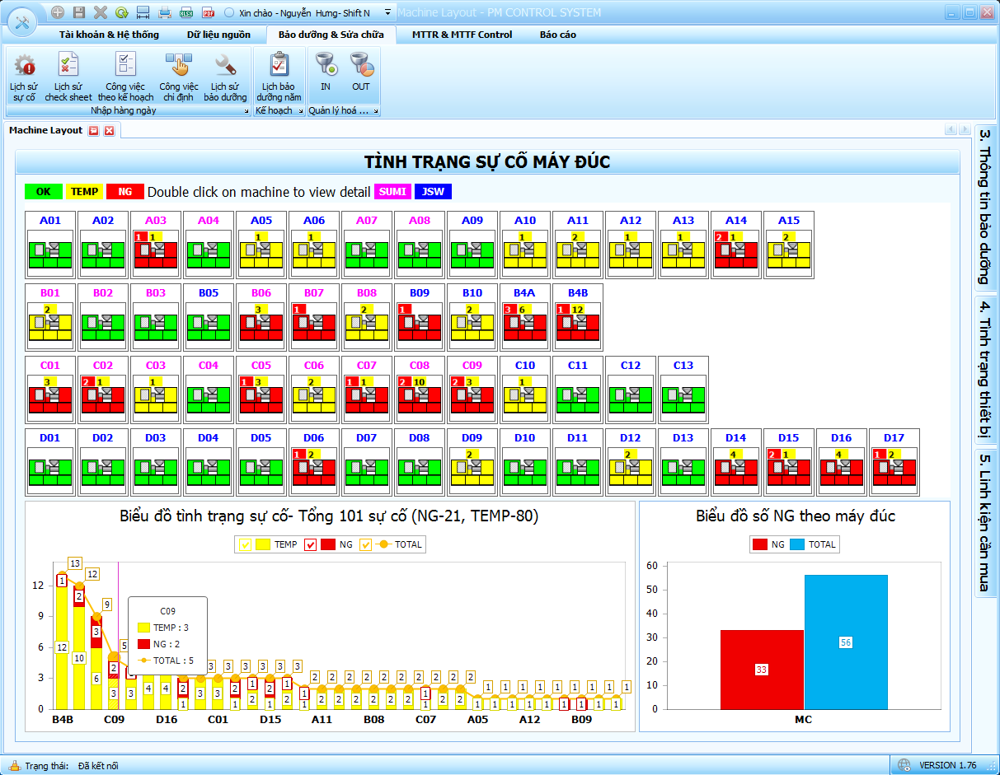 Xin chào - Nguyễn Hưng- Shift N
Machine Layout - PM CONTROL SYSTEM
Tài khoản & Hệ thống Dữ liệu nguồn Bảo dưỡng & Sửa chữa MTTR & MTTF Control Báo cáo
XLSX PDF
Lịch sử sự cố
Lịch sử check sheet
Công việc theo kế hoạch
Công việc chỉ định
Lịch sử bảo dưỡng
Lịch bảo dưỡng năm
IN
OUT
Nhập hàng ngày Kế hoạch Quản lý hoá ...
Machine Layout
TÌNH TRẠNG SỰ CỐ MÁY ĐÚC
OK TEMP NG Double click on machine to view detail SUMI JSW
A01 A02 A03 A04 A05 A06 A07 A08 A09 A10 A11 A12 A13 A14 A15
1 1 1 1 1 2 1 1 2 1 2
B01 B02 B03 B05 B06 B07 B08 B09 B10 B4A B4B
2 3 1 2 1 2 3 6 1 12
C01 C02 C03 C04 C05 C06 C07 C08 C09 C10 C11 C12 C13
3 2 1 1 1 3 2 1 1 2 10 2 3 1
D01 D02 D03 D04 D05 D06 D07 D08 D09 D10 D11 D12 D13 D14 D15 D16 D17
1 2 2 2 4 2 1 4 1 2
Biểu đồ tình trạng sự cố- Tổng 101 sự cố (NG-21, TEMP-80)
TEMP NG TOTAL
12
9
6
3
0
13 12 9 5 3 3 3 3 3 3 2 2 2 2 2 2 2 2 2 2 1 1 1 1 1 1 1 1 1
1 2 3 2
12 10 6 3 3 4 4 1 3 3 1 2 2 2 1 2 2 2 2 2 2 1 2 2 1 1 1 1 1 1 1 1 1
C09
TEMP : 3
NG : 2
TOTAL : 5
B4B C09 D16 C01 D15 A11 B08 C07 A05 A12 B09
Biểu đồ số NG theo máy đúc
NG TOTAL
60
50
40
30
20
10
0
33
56
MC
3. Thông tin bảo dưỡng
4. Tình trạng thiết bị
5. Linh kiện cần mua
Trạng thái: Đã kết nối
VERSION 1.76